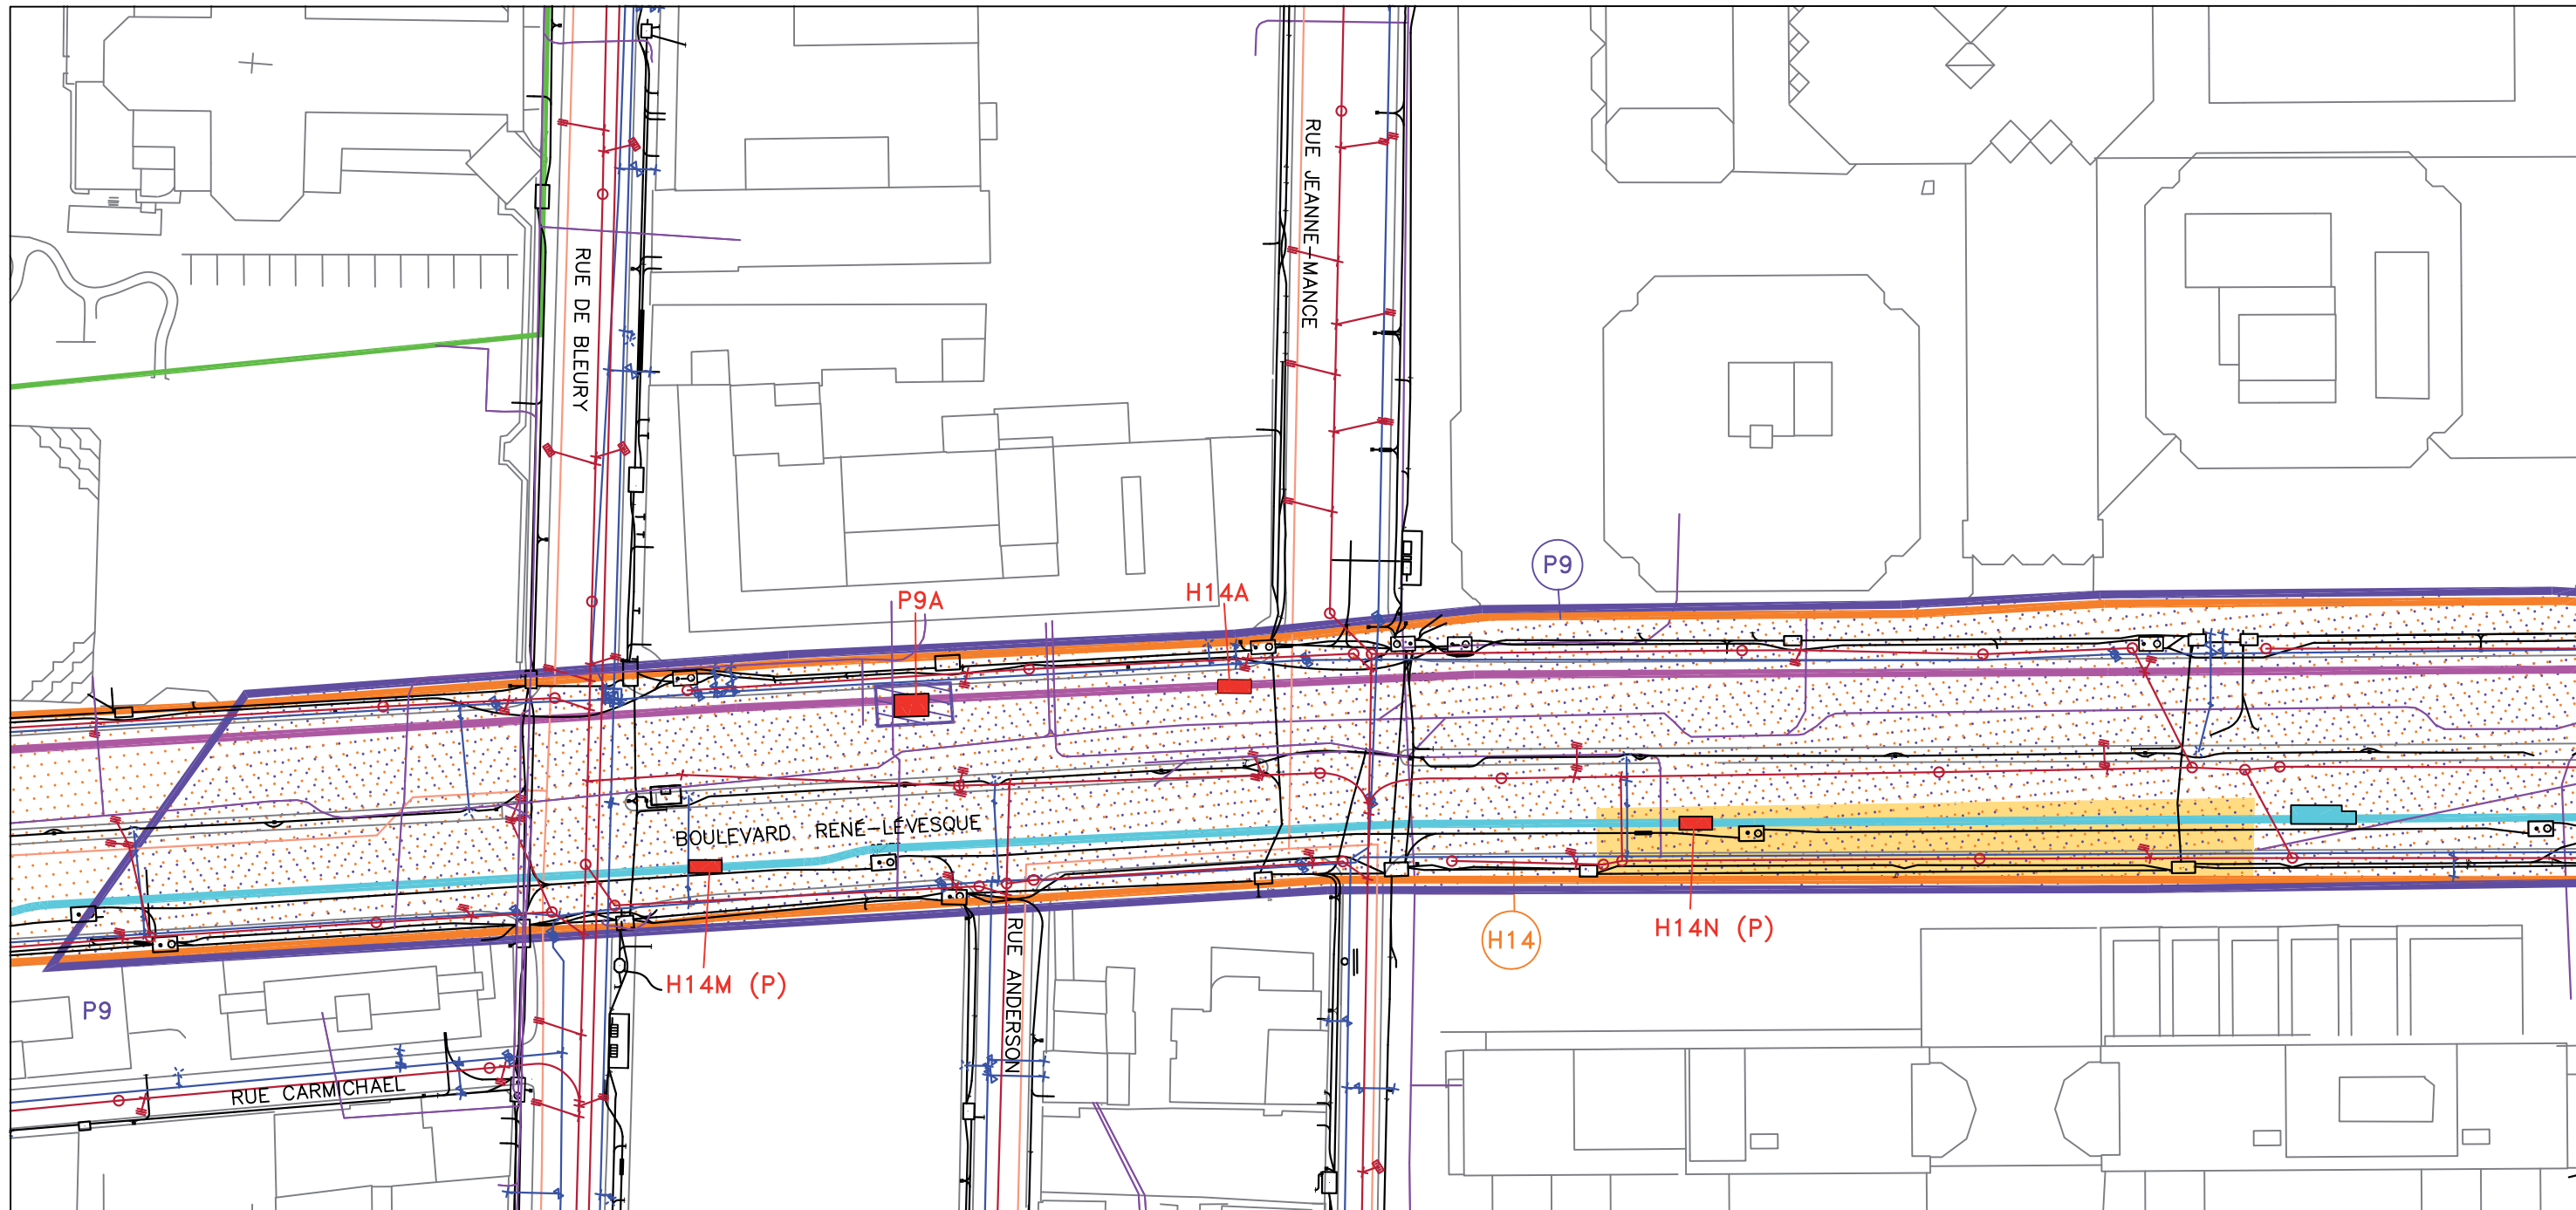 RUE DE BLEURY
RUE JEANNE-MANCE
P9
P9A
H14A
BOULEVARD RENÉ-LÉVESQUE
H14
H14N (P)
H14M (P)
RUE ANDERSON
P9
RUE CARMICHAEL